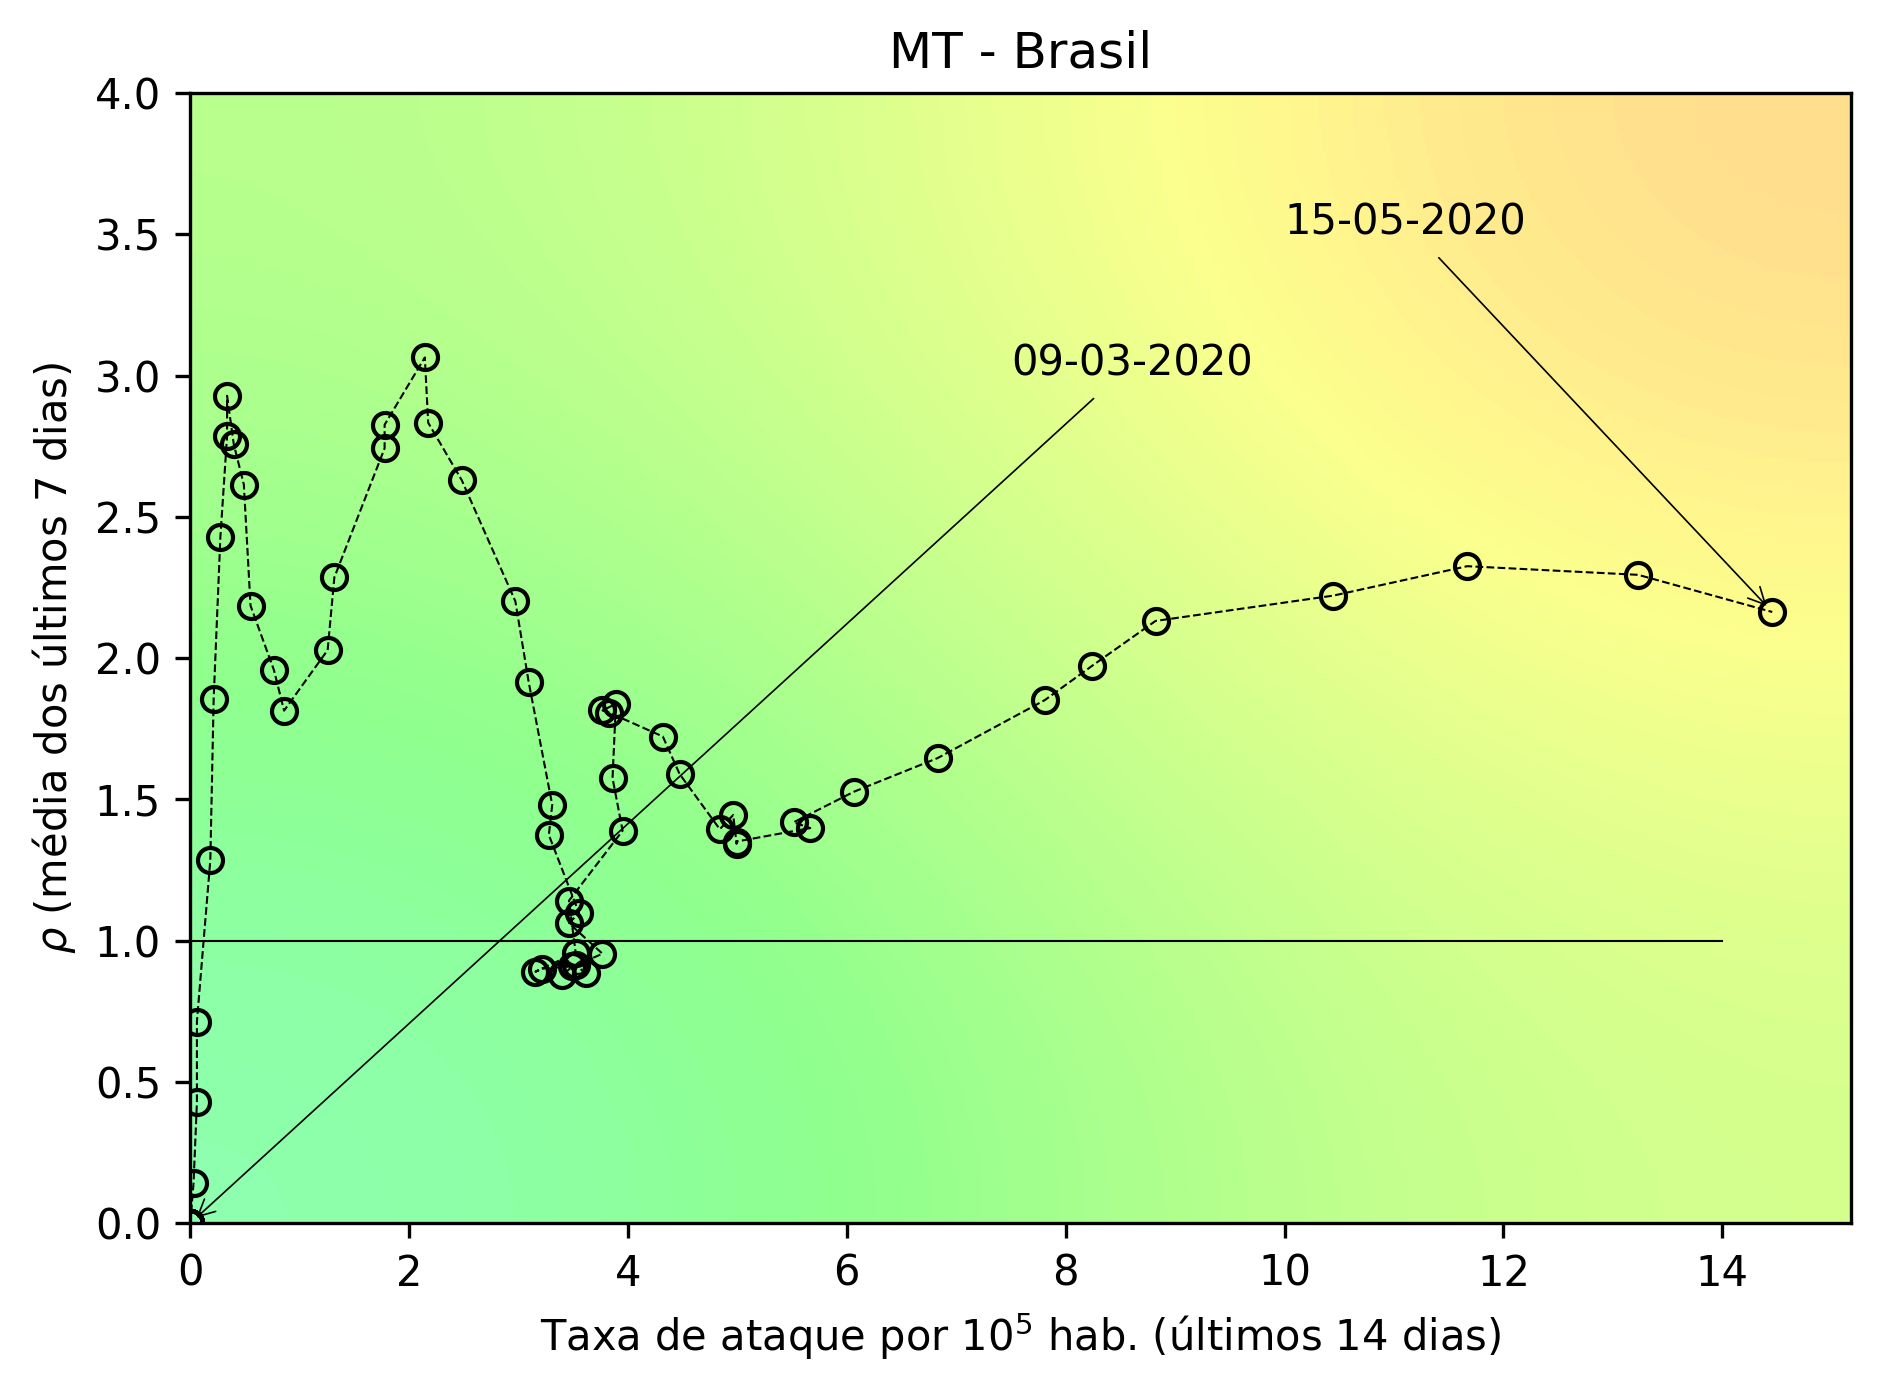 MT - Brasil
4.0
3.5
3.0
2.5
2.0
1.5
1.0
0.5
0.0
ρ (média dos últimos 7 dias)
15-05-2020
09-03-2020
0 2 4 6 8 10 12 14
Taxa de ataque por 10⁵ hab. (últimos 14 dias)